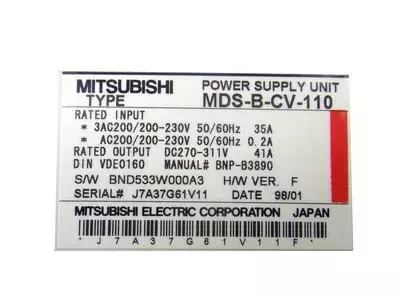 MITSUBISHI POWER SUPPLY UNIT
TYPE MDS-B-CV-110
RATED INPUT
* 3AC200/200-230V 50/60Hz 35A
* AC200/200-230V 50/60Hz 0.2A
RATED OUTPUT DC270-311V 41A
DIN VDE0160 MANUAL# BNP-B3890
S/W BND533W000A3 H/W VER. F
SERIAL# J7A37G61V11 DATE 98/01
MITSUBISHI ELECTRIC CORPORATION JAPAN
* J 7 A 3 7 G 6 1 V 1 1 F *